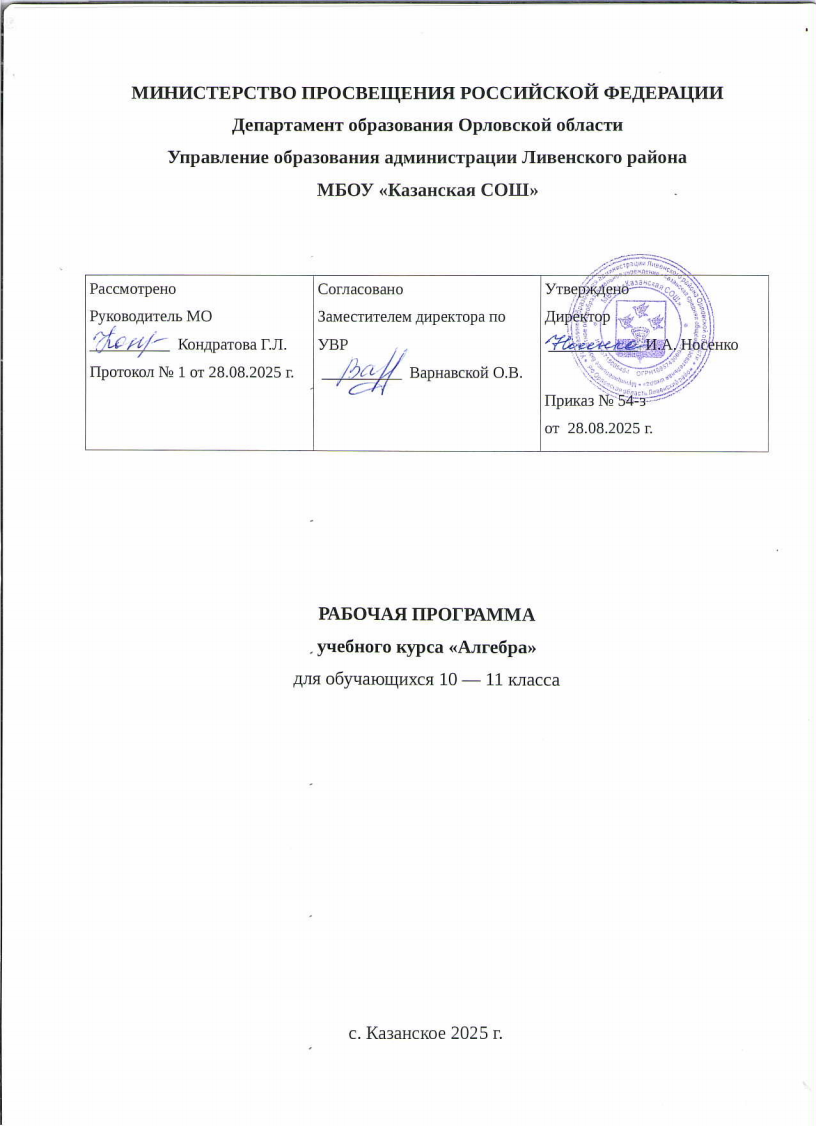 МИНИСТЕРСТВО ПРОСВЕЩЕНИЯ РОССИЙСКОЙ ФЕДЕРАЦИИ
Департамент образования Орловской области
Управление образования администрации Ливенского района
МБОУ «Казанская СОШ»
Рассмотрено
Руководитель МО
Кондратова Г.Л.
Протокол № 1 от 28.08.2025 г.
Согласовано
Заместителем директора по
УВР
Варнавской О.В.
Утверждено
Директор
И.А. Носенко
Приказ № 54-з
от 28.08.2025 г.
РАБОЧАЯ ПРОГРАММА
учебного курса «Алгебра»
для обучающихся 10 — 11 класса
с. Казанское 2025 г.